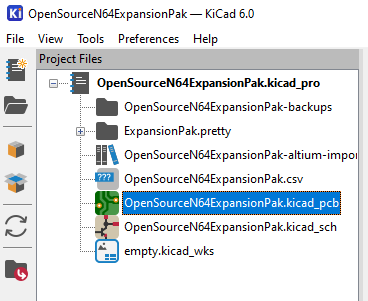 OpenSourceN64ExpansionPak — KiCad 6.0
File View Tools Preferences Help
Project Files
OpenSourceN64ExpansionPak.kicad_pro
OpenSourceN64ExpansionPak-backups
ExpansionPak.pretty
OpenSourceN64ExpansionPak-altium-impor
OpenSourceN64ExpansionPak.csv
OpenSourceN64ExpansionPak.kicad_pcb
OpenSourceN64ExpansionPak.kicad_sch
empty.kicad_wks